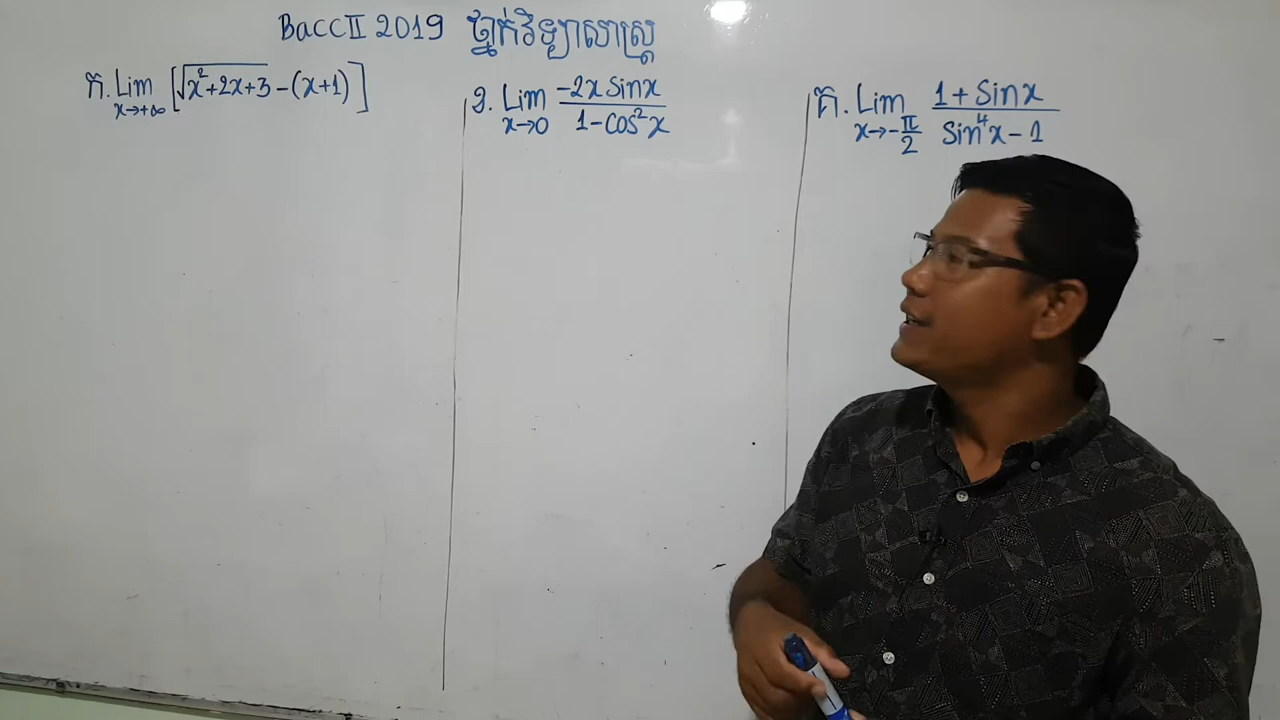 BaccII 2019 ថ្នាក់វិទ្យាសាស្ត្រ
ក. Lim x→+∞ [√x²+2x+3 - (x+1)]
ខ. Lim x→0 -2x Sinx / 1-cos²x
គ. Lim x→-π/2 1+Sinx / Sin⁴x-1